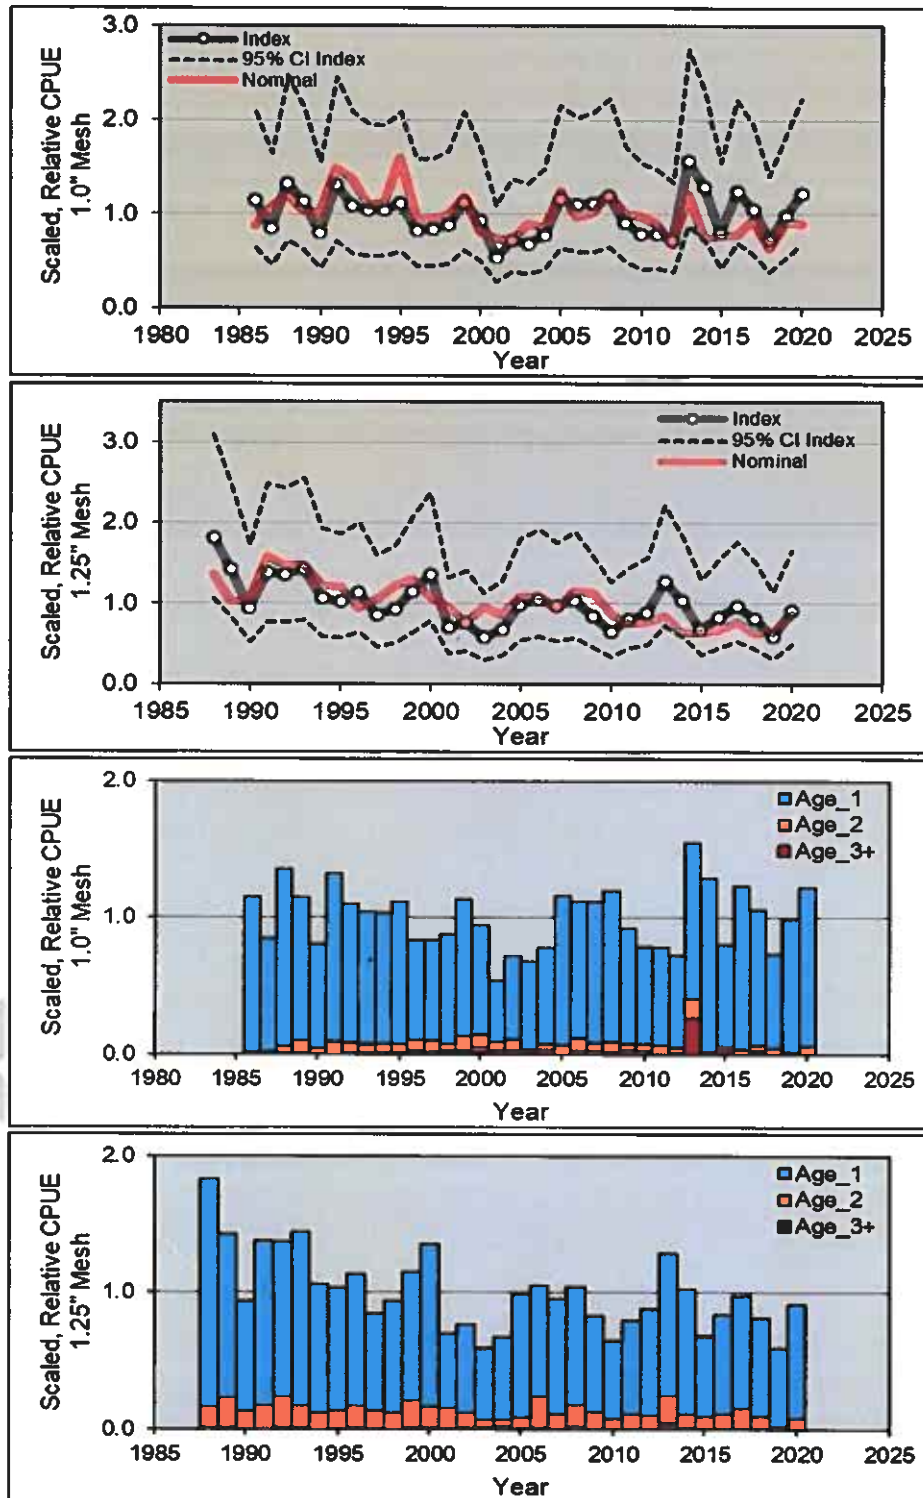 Scaled, Relative CPUE
1.0" Mesh
3.0
2.0
1.0
0.0
Index
95% CI Index
Nominal
1980 1985 1990 1995 2000 2005 2010 2015 2020 2025
Year
Scaled, Relative CPUE
1.25" Mesh
3.0
2.0
1.0
0.0
Index
95% CI Index
Nominal
1985 1990 1995 2000 2005 2010 2015 2020 2025
Year
Scaled, Relative CPUE
1.0" Mesh
2.0
1.0
0.0
Age_1
Age_2
Age_3+
1980 1985 1990 1995 2000 2005 2010 2015 2020 2025
Year
Scaled, Relative CPUE
1.25" Mesh
2.0
1.0
0.0
Age_1
Age_2
Age_3+
1985 1990 1995 2000 2005 2010 2015 2020 2025
Year